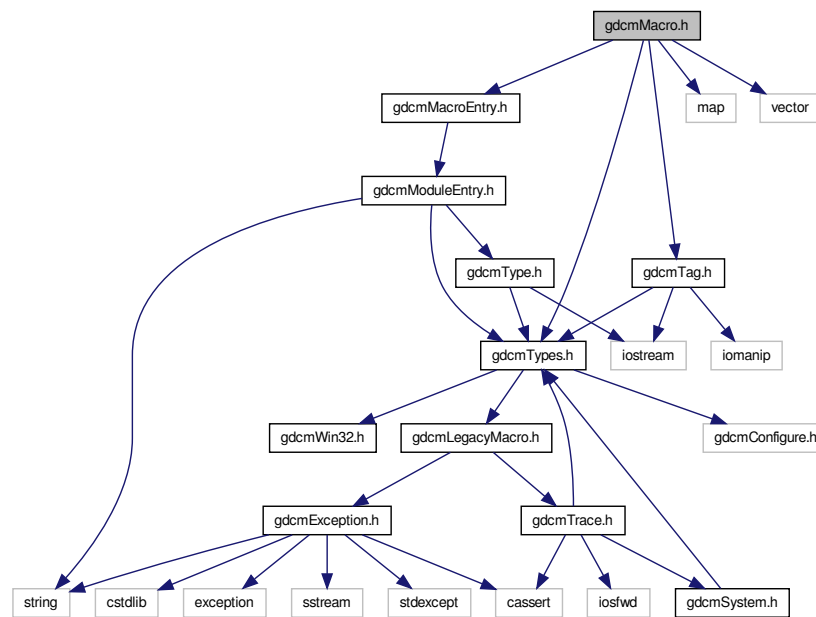 gdcmMacro.h
gdcmMacroEntry.h
map
vector
gdcmModuleEntry.h
gdcmType.h
gdcmTag.h
gdcmTypes.h
iostream
iomanip
gdcmWin32.h
gdcmLegacyMacro.h
gdcmConfigure.h
gdcmException.h
gdcmTrace.h
string
cstdlib
exception
sstream
stdexcept
cassert
iosfwd
gdcmSystem.h